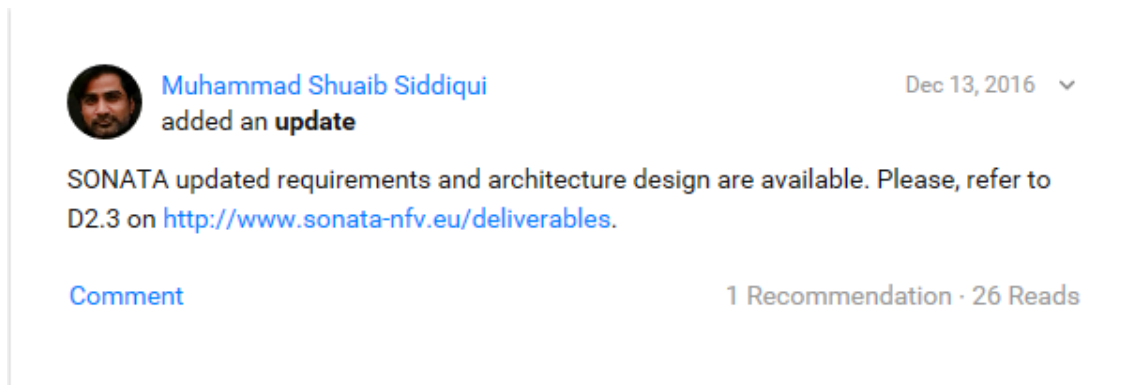 Muhammad Shuaib Siddiqui
Dec 13, 2016
added an update
SONATA updated requirements and architecture design are available. Please, refer to
D2.3 on http://www.sonata-nfv.eu/deliverables.
Comment
1 Recommendation · 26 Reads